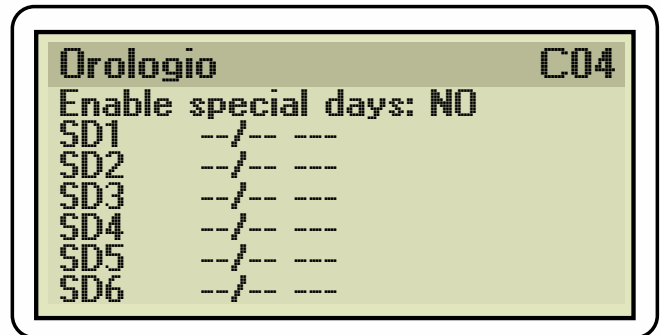 Orologio C04
Enable special days: NO
SD1 --/-- ---
SD2 --/-- ---
SD3 --/-- ---
SD4 --/-- ---
SD5 --/-- ---
SD6 --/-- ---